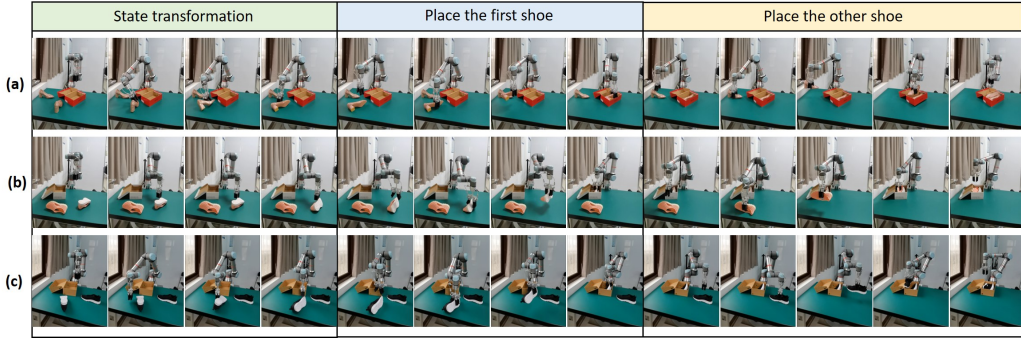 State transformation
Place the first shoe
Place the other shoe
(a)
(b)
(c)